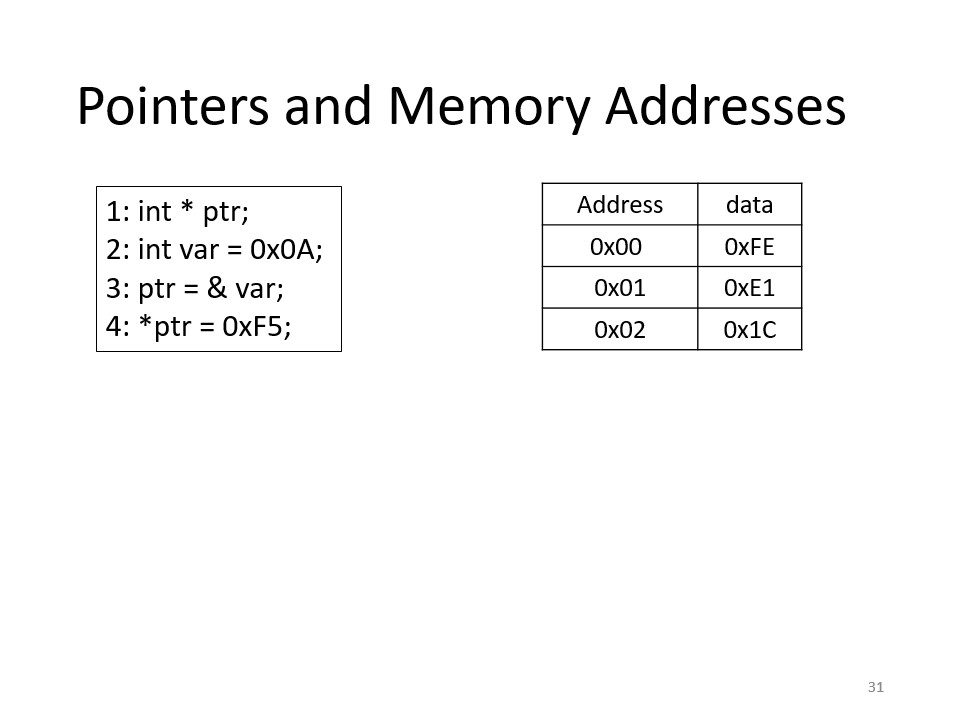 Pointers and Memory Addresses
1: int * ptr;
2: int var = 0x0A;
3: ptr = & var;
4: *ptr = 0xF5;
Address data
0x00 0xFE
0x01 0xE1
0x02 0x1C
31